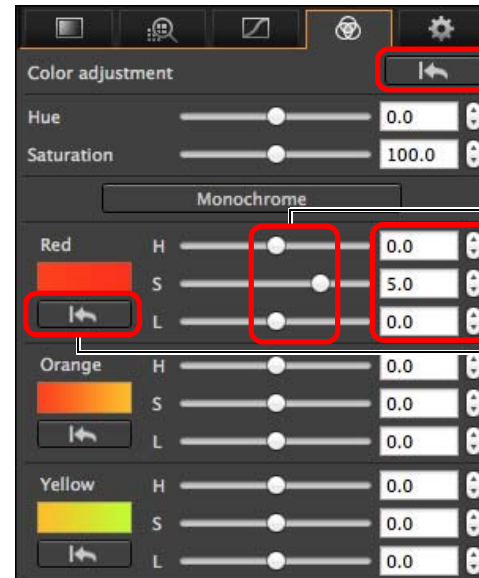 Color adjustment
Hue 0.0
Saturation 100.0
Monochrome
Red H 0.0
S 5.0
L 0.0
Orange H 0.0
S 0.0
L 0.0
Yellow H 0.0
S 0.0
L 0.0